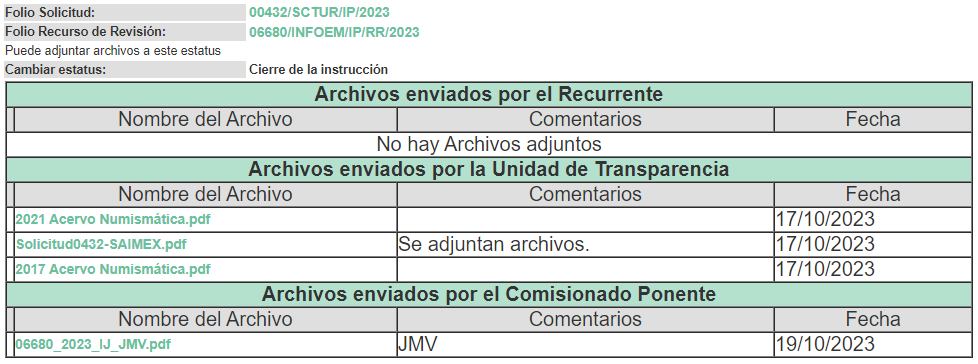 Folio Solicitud: 00432/SCTUR/IP/2023
Folio Recurso de Revisión: 06680/INFOEM/IP/RR/2023
Puede adjuntar archivos a este estatus
Cambiar estatus: Cierre de la instrucción
Archivos enviados por el Recurrente
Nombre del Archivo Comentarios Fecha
No hay Archivos adjuntos
Archivos enviados por la Unidad de Transparencia
Nombre del Archivo Comentarios Fecha
2021 Acervo Numismática.pdf 17/10/2023
Solicitud0432-SAIMEX.pdf Se adjuntan archivos. 17/10/2023
2017 Acervo Numismática.pdf 17/10/2023
Archivos enviados por el Comisionado Ponente
Nombre del Archivo Comentarios Fecha
06680_2023_IJ_JMV.pdf JMV 19/10/2023